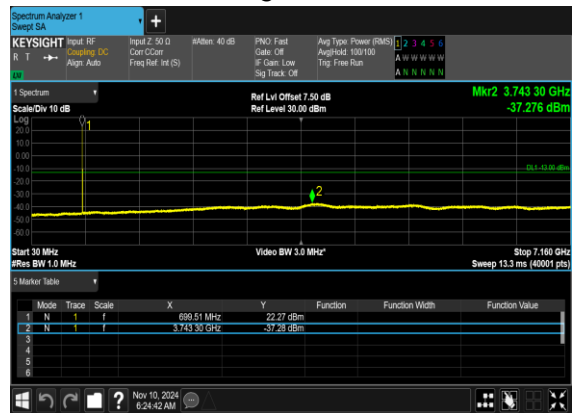 Spectrum Analyzer 1
Swept SA
+
KEYSIGHT Input: RF Input Z: 50 Ω #Atten: 40 dB PNO: Fast Avg Type: Power (RMS) 1 2 3 4 5 6
R T Coupling: DC Corr CCorr Gate: Off Avg|Hold: 100/100 A W W W W W
Align: Auto Freq Ref: Int (S) IF Gain: Low Trig: Free Run
Sig Track: Off A N N N N N
1 Spectrum Ref Lvl Offset 7.50 dB Mkr2 3.743 30 GHz
Scale/Div 10 dB Ref Level 30.00 dBm -37.276 dBm
Log
20.0
10.0
0.00
-10.0
-20.0
-30.0
-40.0
-50.0
-60.0
1
DL1 -13.00 dBm
2
Start 30 MHz Video BW 3.0 MHz* Stop 7.160 GHz
#Res BW 1.0 MHz Sweep 13.3 ms (40001 pts)
5 Marker Table
Mode Trace Scale X Y Function Function Width Function Value
1 N 1 f 699.51 MHz 22.27 dBm
2 N 1 f 3.743 30 GHz -37.28 dBm
3
4
5
6
? Nov 10, 2024
6:24:42 AM